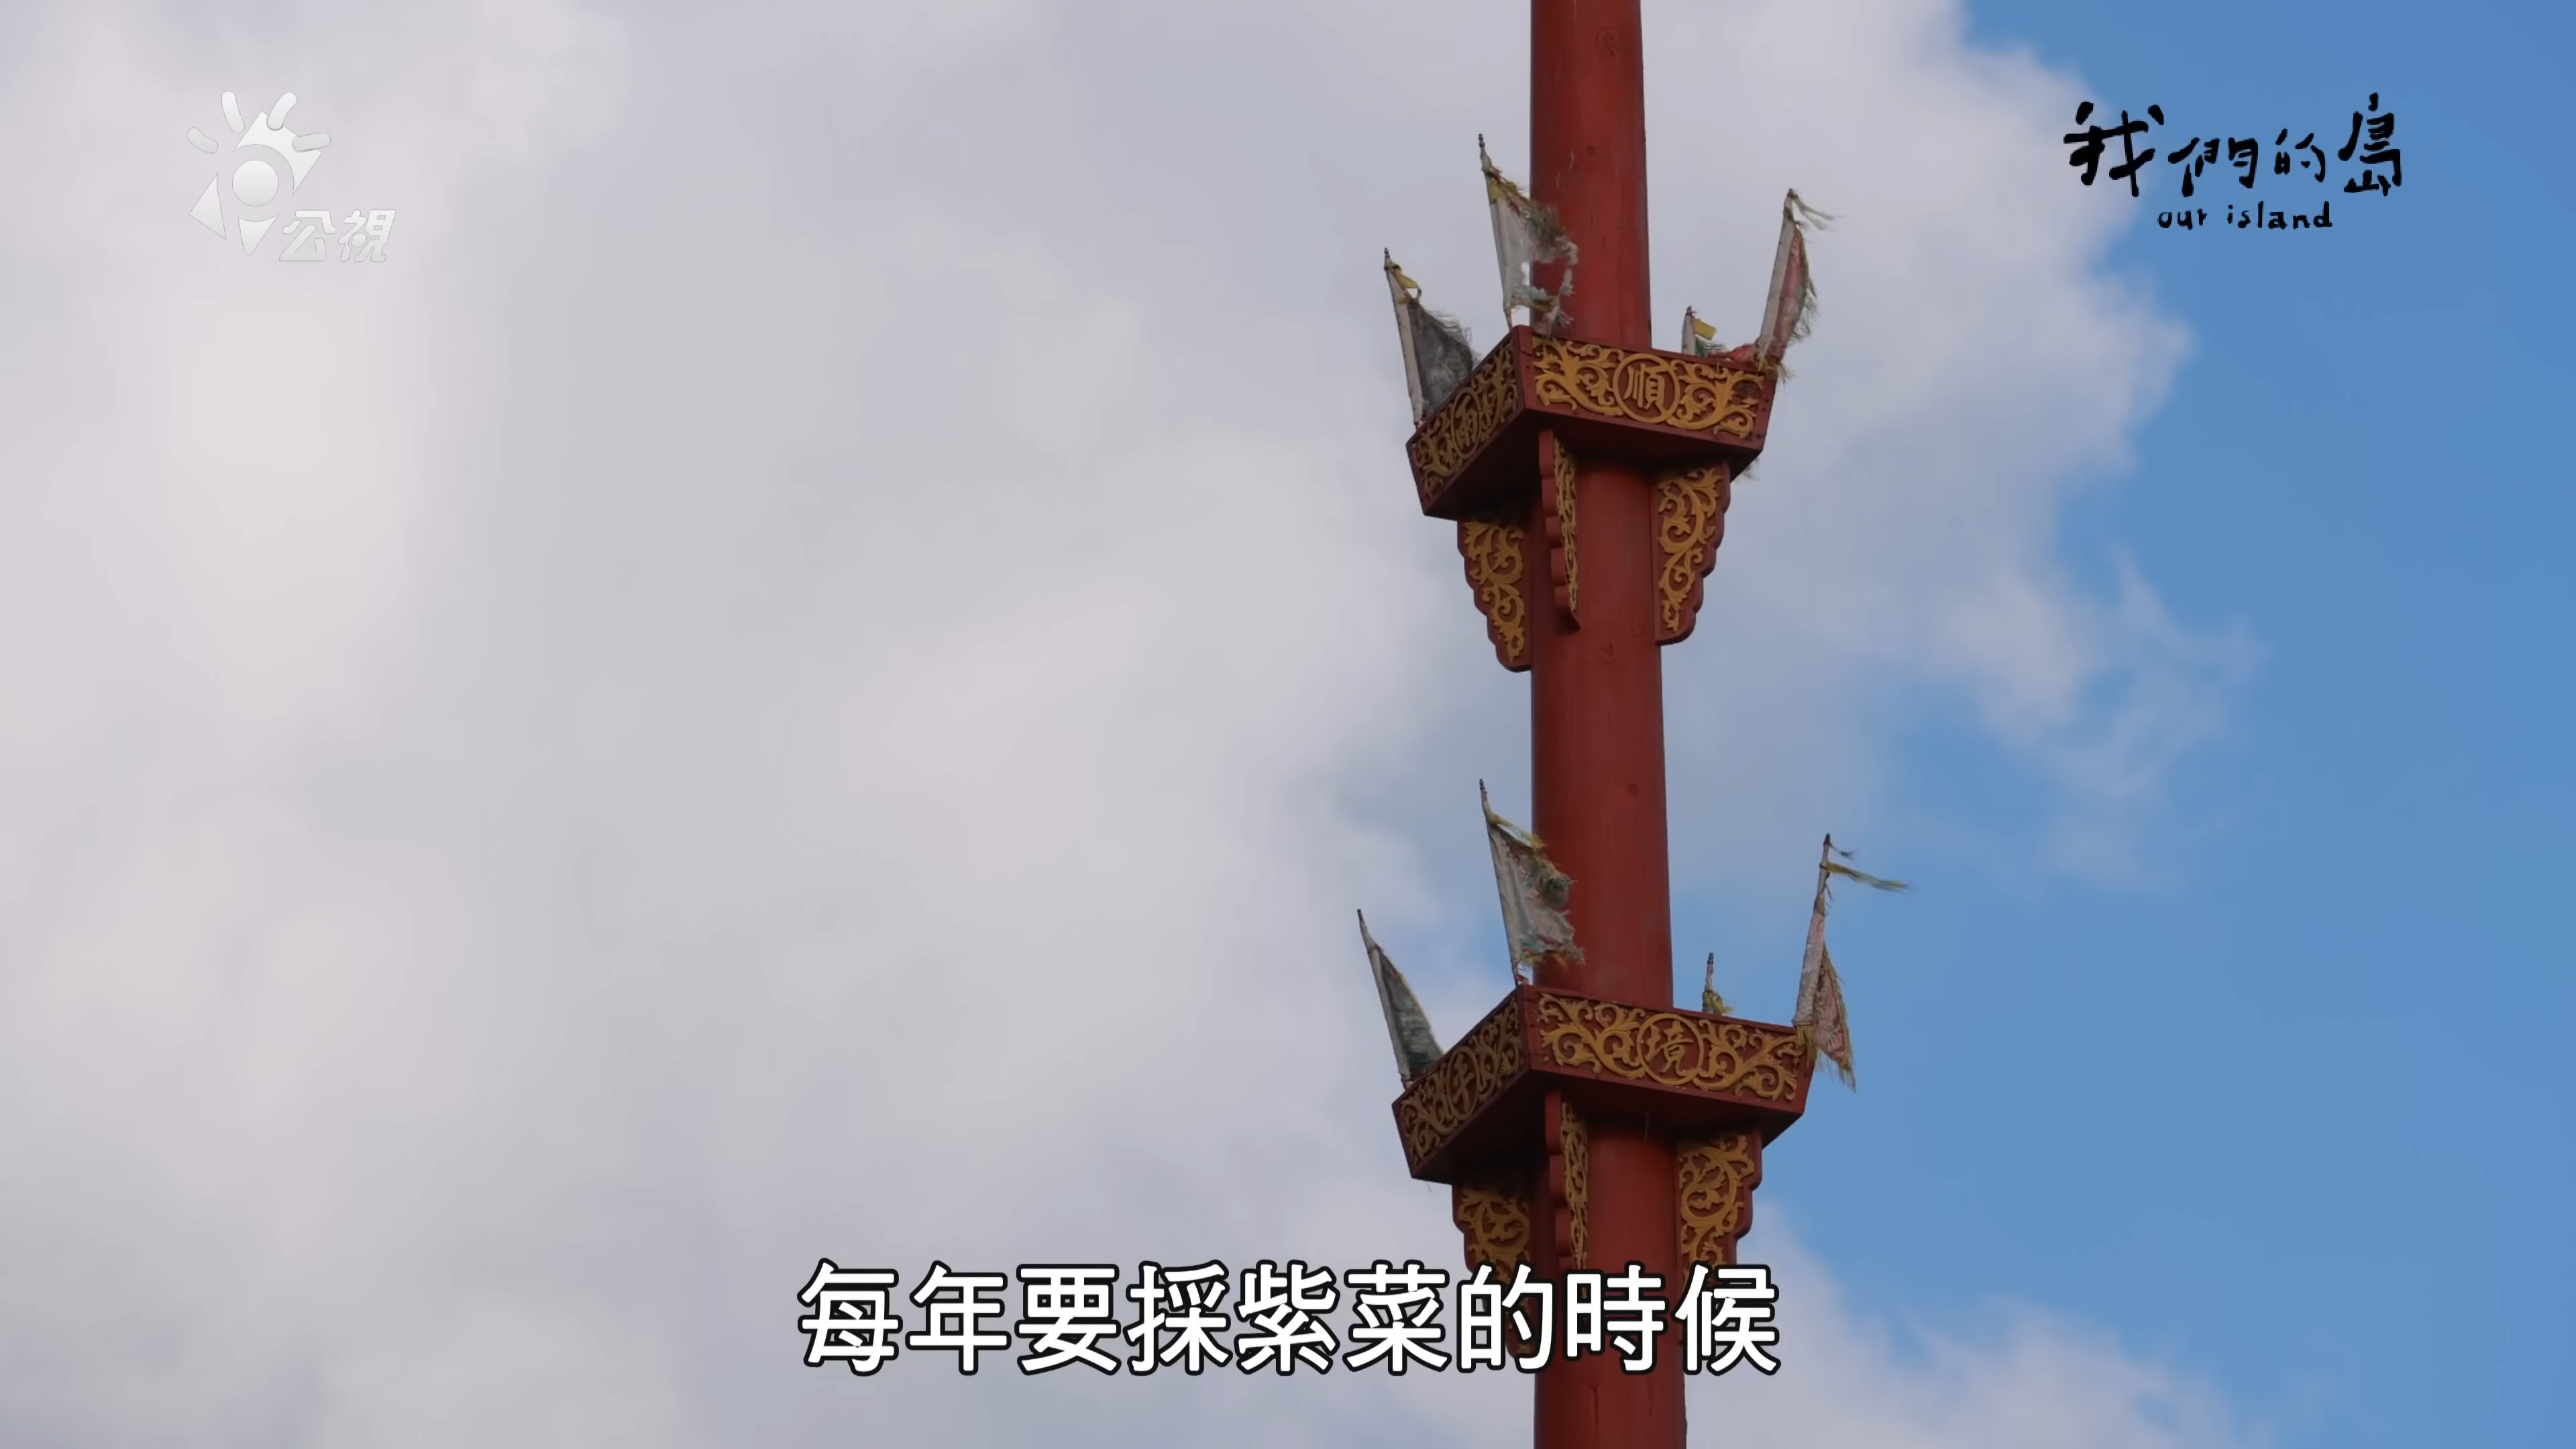 公視
我們的島
our island
順
雨
境
每年要採紫菜的時候